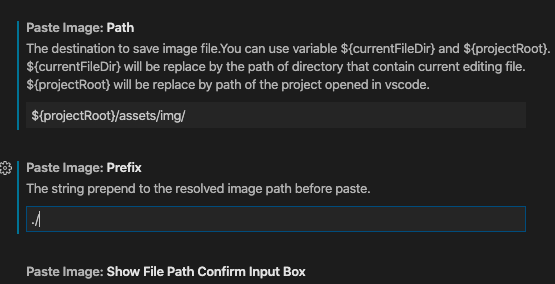 Paste Image: Path
The destination to save image file.You can use variable ${currentFileDir} and ${projectRoot}.
${currentFileDir} will be replace by the path of directory that contain current editing file.
${projectRoot} will be replace by path of the project opened in vscode.
${projectRoot}/assets/img/
Paste Image: Prefix
The string prepend to the resolved image path before paste.
./
Paste Image: Show File Path Confirm Input Box